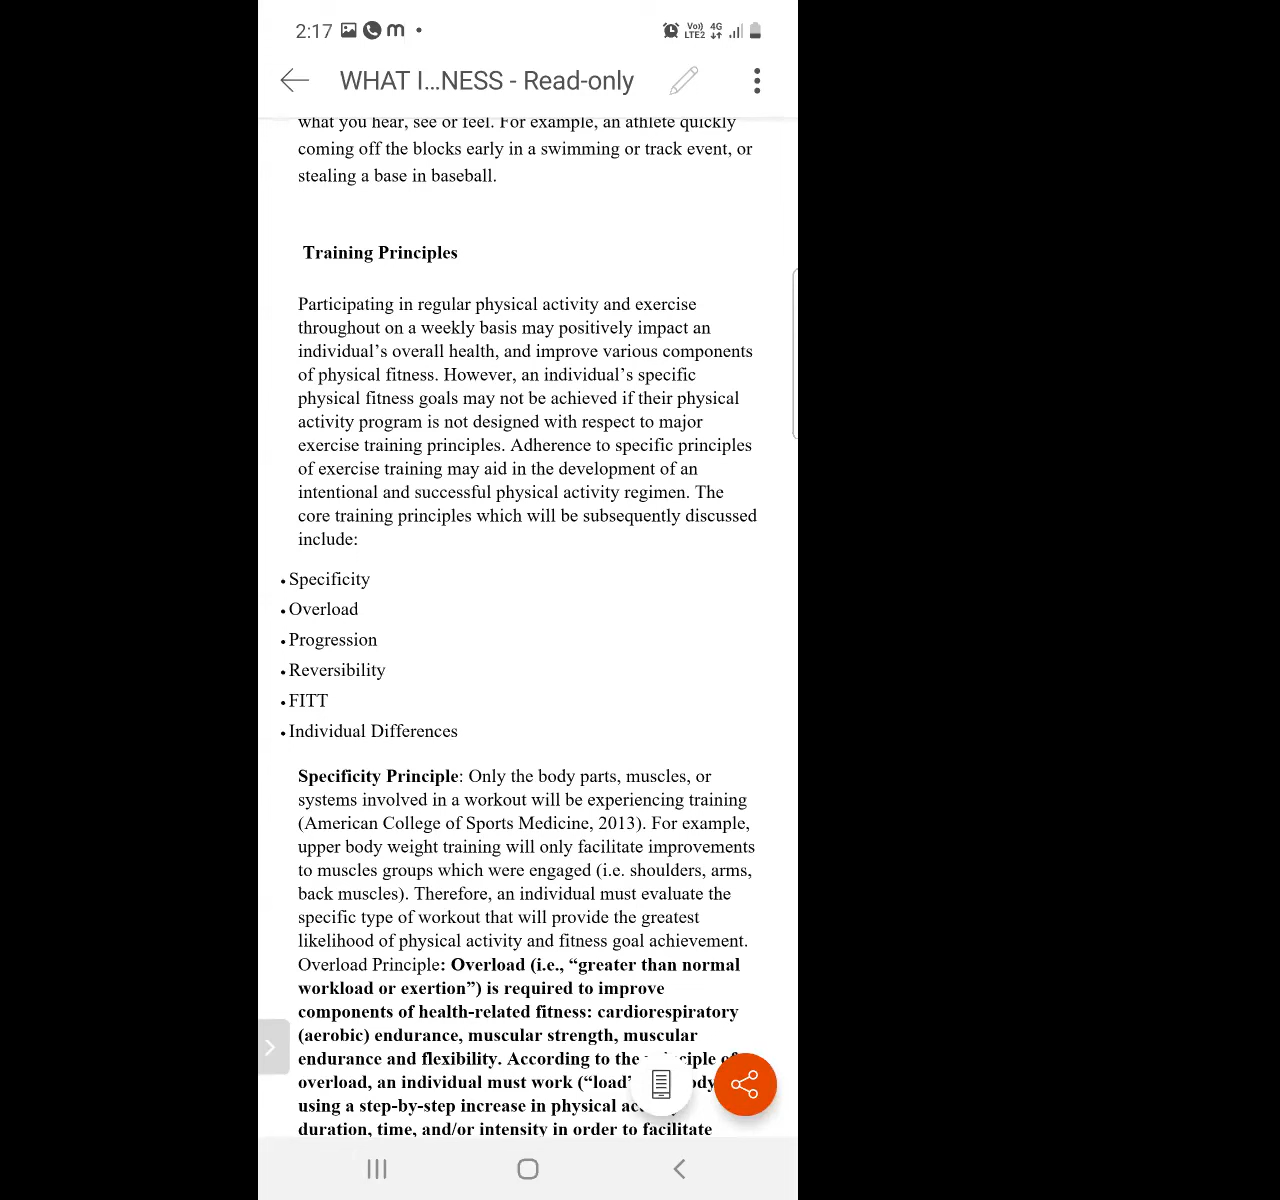 2:17 m
Vo) 4G
LTE2
WHAT I...NESS - Read-only
what you hear, see or feel. For example, an athlete quickly
coming off the blocks early in a swimming or track event, or
stealing a base in baseball.
Training Principles
Participating in regular physical activity and exercise
throughout on a weekly basis may positively impact an
individual’s overall health, and improve various components
of physical fitness. However, an individual’s specific
physical fitness goals may not be achieved if their physical
activity program is not designed with respect to major
exercise training principles. Adherence to specific principles
of exercise training may aid in the development of an
intentional and successful physical activity regimen. The
core training principles which will be subsequently discussed
include:
• Specificity
• Overload
• Progression
• Reversibility
• FITT
• Individual Differences
Specificity Principle: Only the body parts, muscles, or
systems involved in a workout will be experiencing training
(American College of Sports Medicine, 2013). For example,
upper body weight training will only facilitate improvements
to muscles groups which were engaged (i.e. shoulders, arms,
back muscles). Therefore, an individual must evaluate the
specific type of workout that will provide the greatest
likelihood of physical activity and fitness goal achievement.
Overload Principle: Overload (i.e., “greater than normal
workload or exertion”) is required to improve
components of health-related fitness: cardiorespiratory
(aerobic) endurance, muscular strength, muscular
endurance and flexibility. According to the
overload, an individual must work (“load”
using a step-by-step increase in physical
duration, time, and/or intensity in order to facilitate